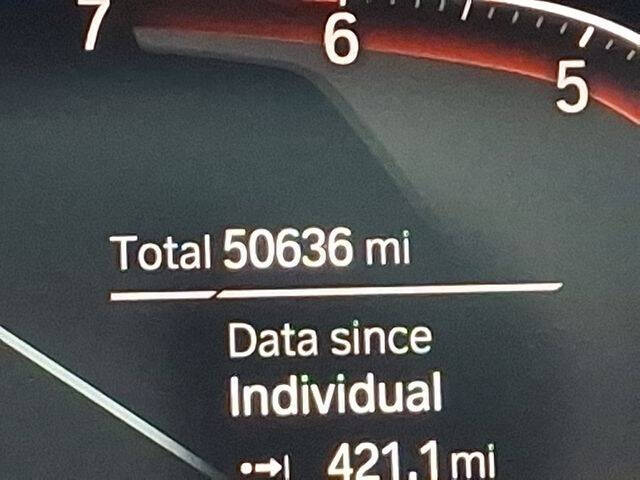 7 6 5
Total 50636 mi
Data since
Individual
421.1 mi